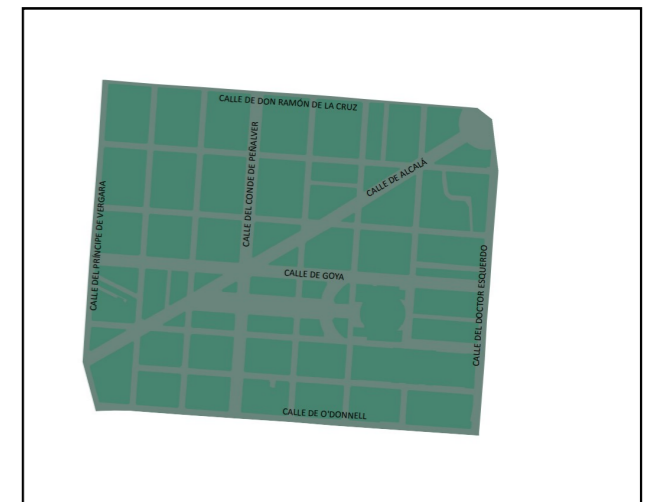 CALLE DE DON RAMÓN DE LA CRUZ
CALLE DEL CONDE DE PEÑALVER
CALLE DE ALCALÁ
CALLE DEL PRÍNCIPE DE VERGARA
CALLE DE GOYA
CALLE DEL DOCTOR ESQUERDO
CALLE DE O'DONNELL